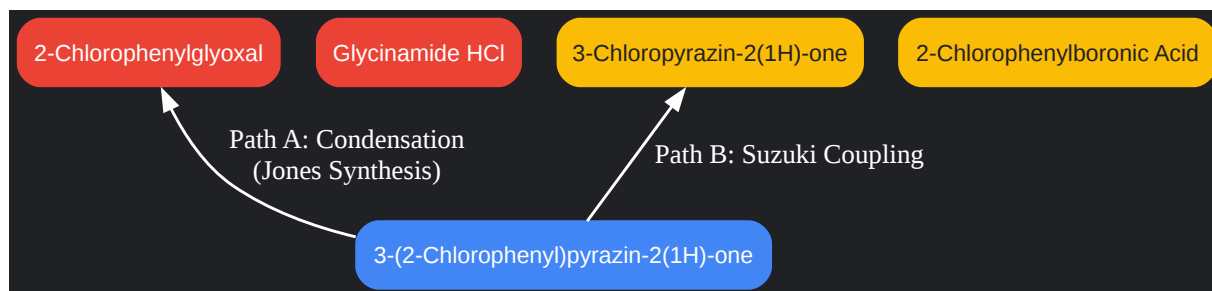 2-Chlorophenylglyoxal
Glycinamide HCl
3-Chloropyrazin-2(1H)-one
2-Chlorophenylboronic Acid
Path A: Condensation
(Jones Synthesis)
Path B: Suzuki Coupling
3-(2-Chlorophenyl)pyrazin-2(1H)-one